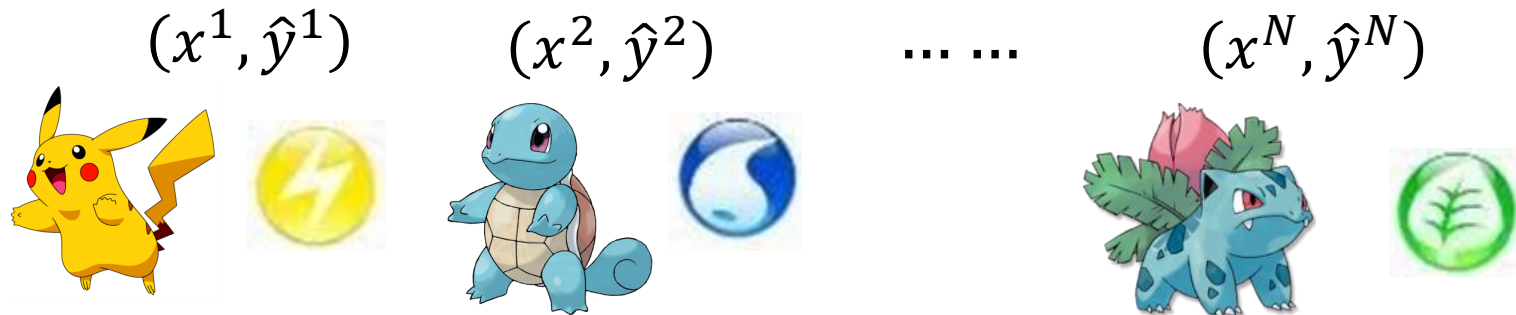 (x¹, ŷ¹) (x², ŷ²) …… (xᴺ, ŷᴺ)